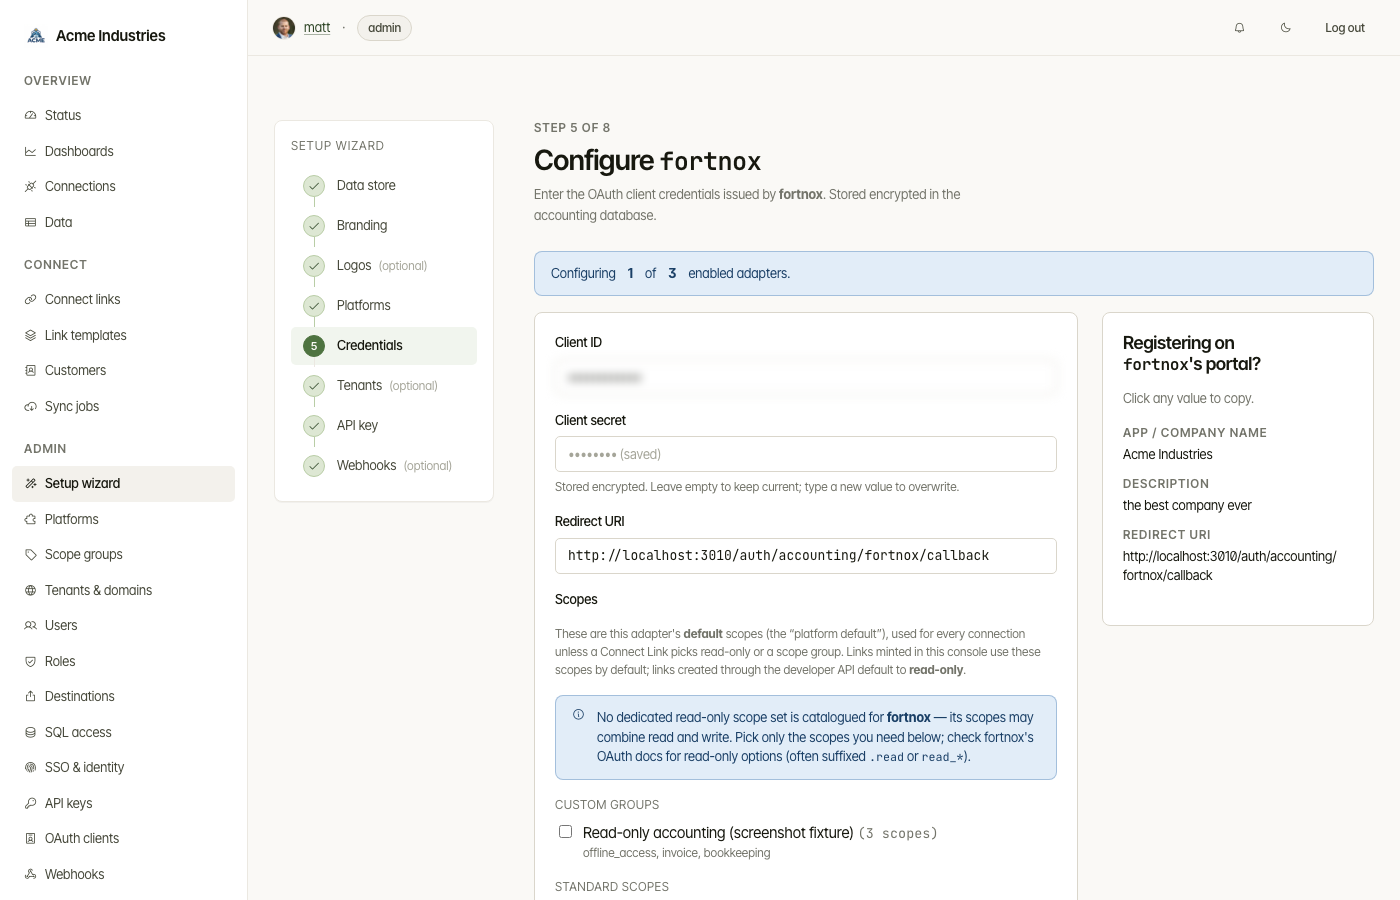 ACME
Acme Industries
matt
·
admin
Log out
OVERVIEW
Status
Dashboards
Connections
Data
CONNECT
Connect links
Link templates
Customers
Sync jobs
ADMIN
Setup wizard
Platforms
Scope groups
Tenants & domains
Users
Roles
Destinations
SQL access
SSO & identity
API keys
OAuth clients
Webhooks
SETUP WIZARD
Data store
Branding
Logos (optional)
Platforms
5 Credentials
Tenants (optional)
API key
Webhooks (optional)
STEP 5 OF 8
Configure fortnox
Enter the OAuth client credentials issued by fortnox. Stored encrypted in the
accounting database.
Configuring 1 of 3 enabled adapters.
Client ID
Client secret
•••••••• (saved)
Stored encrypted. Leave empty to keep current; type a new value to overwrite.
Redirect URI
http://localhost:3010/auth/accounting/fortnox/callback
Scopes
These are this adapter's default scopes (the “platform default”), used for every connection
unless a Connect Link picks read-only or a scope group. Links minted in this console use these
scopes by default; links created through the developer API default to read-only.
No dedicated read-only scope set is catalogued for fortnox — its scopes may
combine read and write. Pick only the scopes you need below; check fortnox's
OAuth docs for read-only options (often suffixed .read or read_*).
CUSTOM GROUPS
Read-only accounting (screenshot fixture) (3 scopes)
offline_access, invoice, bookkeeping
STANDARD SCOPES
Registering on
fortnox's portal?
Click any value to copy.
APP / COMPANY NAME
Acme Industries
DESCRIPTION
the best company ever
REDIRECT URI
http://localhost:3010/auth/accounting/
fortnox/callback